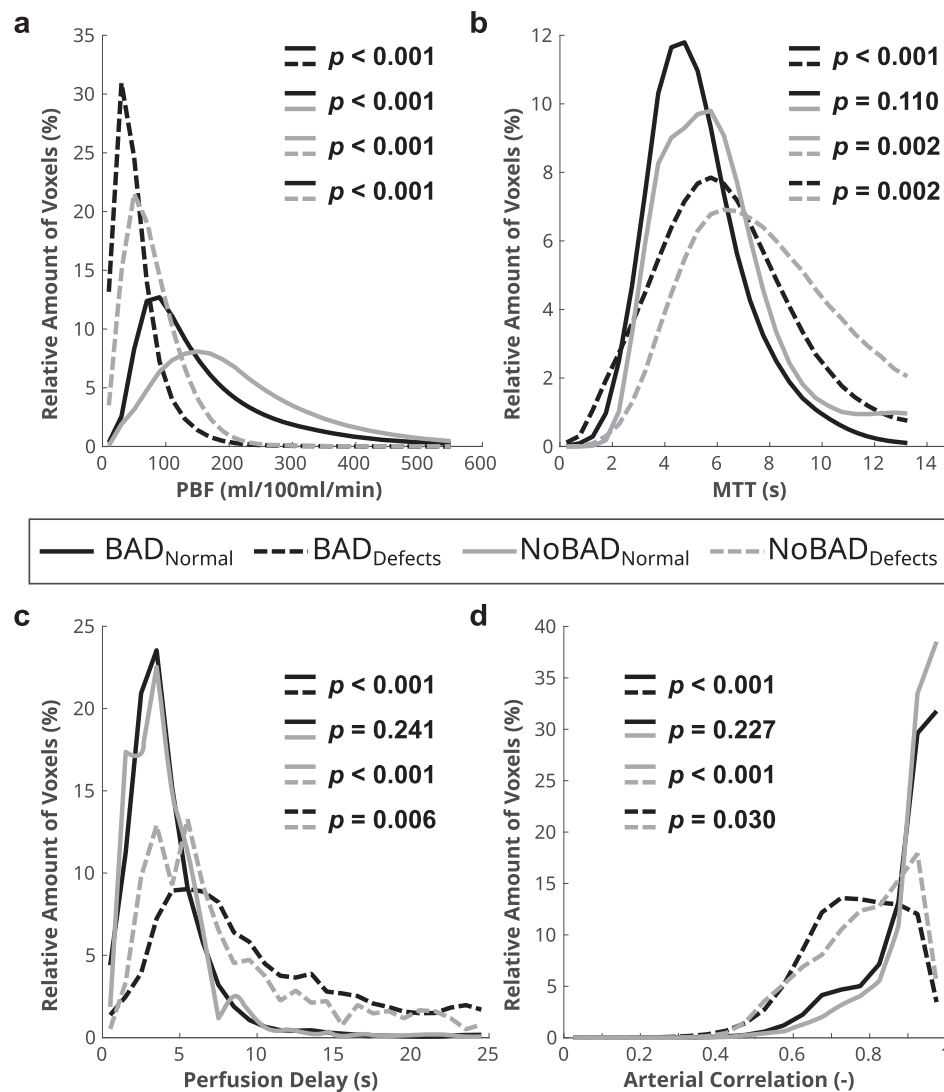 a
35
30
25
20
15
10
5
0
Relative Amount of Voxels (%)
p < 0.001
p < 0.001
p < 0.001
p < 0.001
0 100 200 300 400 500 600
PBF (ml/100ml/min)
b
12
10
8
6
4
2
0
Relative Amount of Voxels (%)
p < 0.001
p = 0.110
p = 0.002
p = 0.002
0 2 4 6 8 10 12 14
MTT (s)
BADNormal BADDefects NoBADNormal NoBADDefects
c
25
20
15
10
5
0
Relative Amount of Voxels (%)
p < 0.001
p = 0.241
p < 0.001
p = 0.006
0 5 10 15 20 25
Perfusion Delay (s)
d
40
35
30
25
20
15
10
5
0
Relative Amount of Voxels (%)
p < 0.001
p = 0.227
p < 0.001
p = 0.030
0 0.2 0.4 0.6 0.8 1
Arterial Correlation (-)